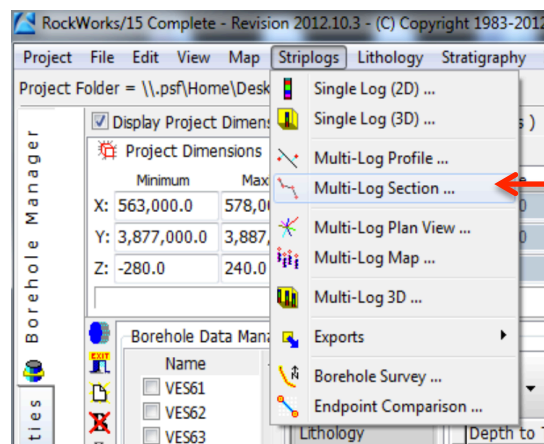 RockWorks/15 Complete - Revision 2012.10.3 - (C) Copyright 1983-2012
Project File Edit View Map Striplogs Lithology Stratigraphy
Project Folder = \\.psf\Home\Desk
Single Log (2D) ...
Display Project Dimens
s )
Single Log (3D) ...
Project Dimensions
Multi-Log Profile ...
Minimum Max
Multi-Log Section ...
X: 563,000.0 578,0
Y: 3,877,000.0 3,887,
Multi-Log Plan View ...
Multi-Log Map ...
Z: -280.0 240.0
Multi-Log 3D ...
Borehole Manager
Borehole Data Mana
Exports
EXIT
Name
VES61
Borehole Survey ...
VES62
Endpoint Comparison ...
VES63
Lithology
Depth to
ties